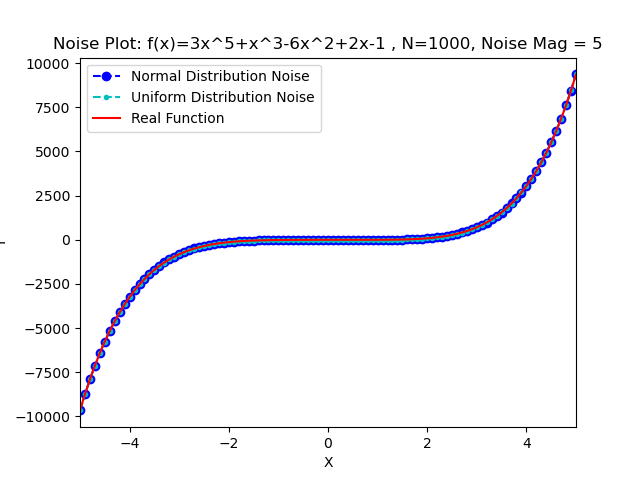 Noise Plot: f(x)=3x^5+x^3-6x^2+2x-1 , N=1000, Noise Mag = 5
10000
7500
5000
2500
0
−2500
−5000
−7500
−10000
Normal Distribution Noise
Uniform Distribution Noise
Real Function
−4
−2
0
2
4
X